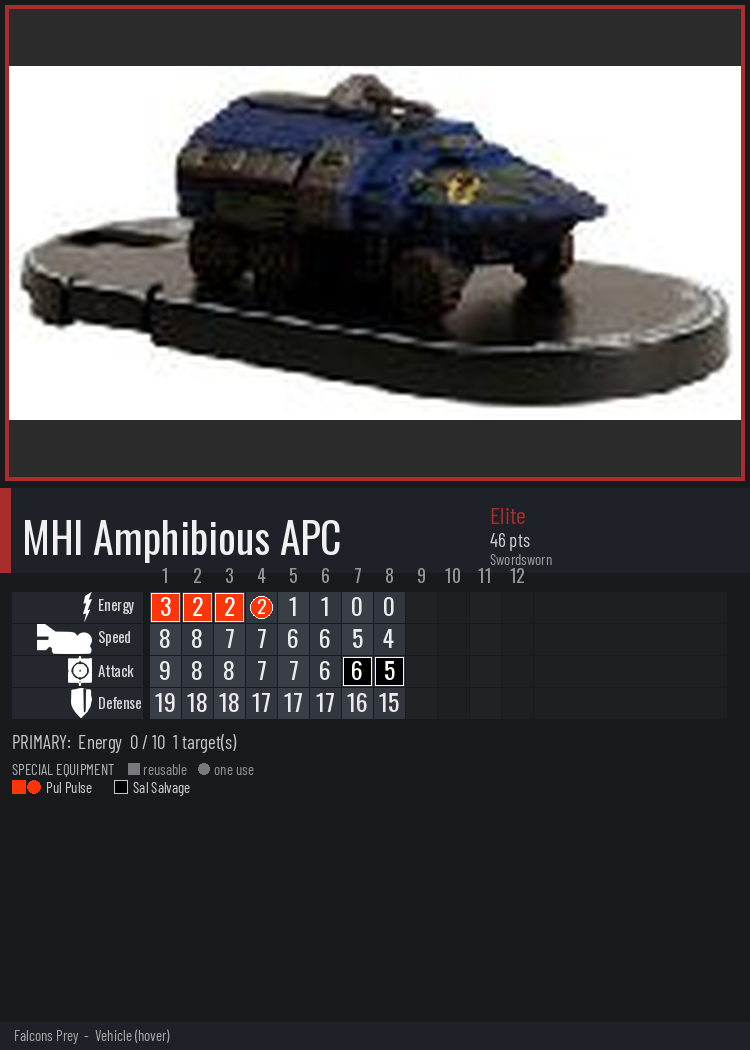 MHI Amphibious APC
Elite
46 pts
Swordsworn
1 2 3 4 5 6 7 8 9 10 11 12
Energy 3 2 2 2 1 1 0 0
Speed 8 8 7 7 6 6 5 4
Attack 9 8 8 7 7 6 6 5
Defense 19 18 18 17 17 17 16 15
PRIMARY: Energy 0 / 10 1 target(s)
SPECIAL EQUIPMENT reusable one use
Pul Pulse Sal Salvage
Falcons Prey - Vehicle (hover)